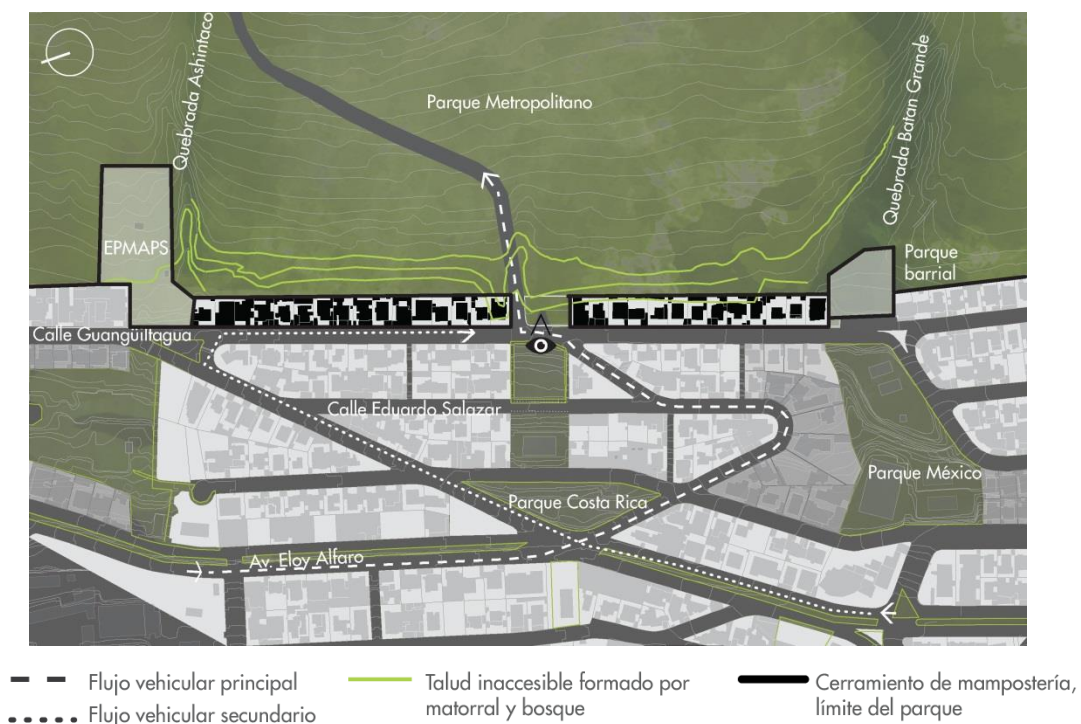 Quebrada Ashintaco
Parque Metropolitano
Quebrada Batan Grande
EPMAPS
Parque
barrial
Calle Guangüiltagua
Calle Eduardo Salazar
Parque México
Parque Costa Rica
Av. Eloy Alfaro
Flujo vehicular principal
Flujo vehicular secundario
Talud inaccesible formado por
matorral y bosque
Cerramiento de mampostería,
límite del parque